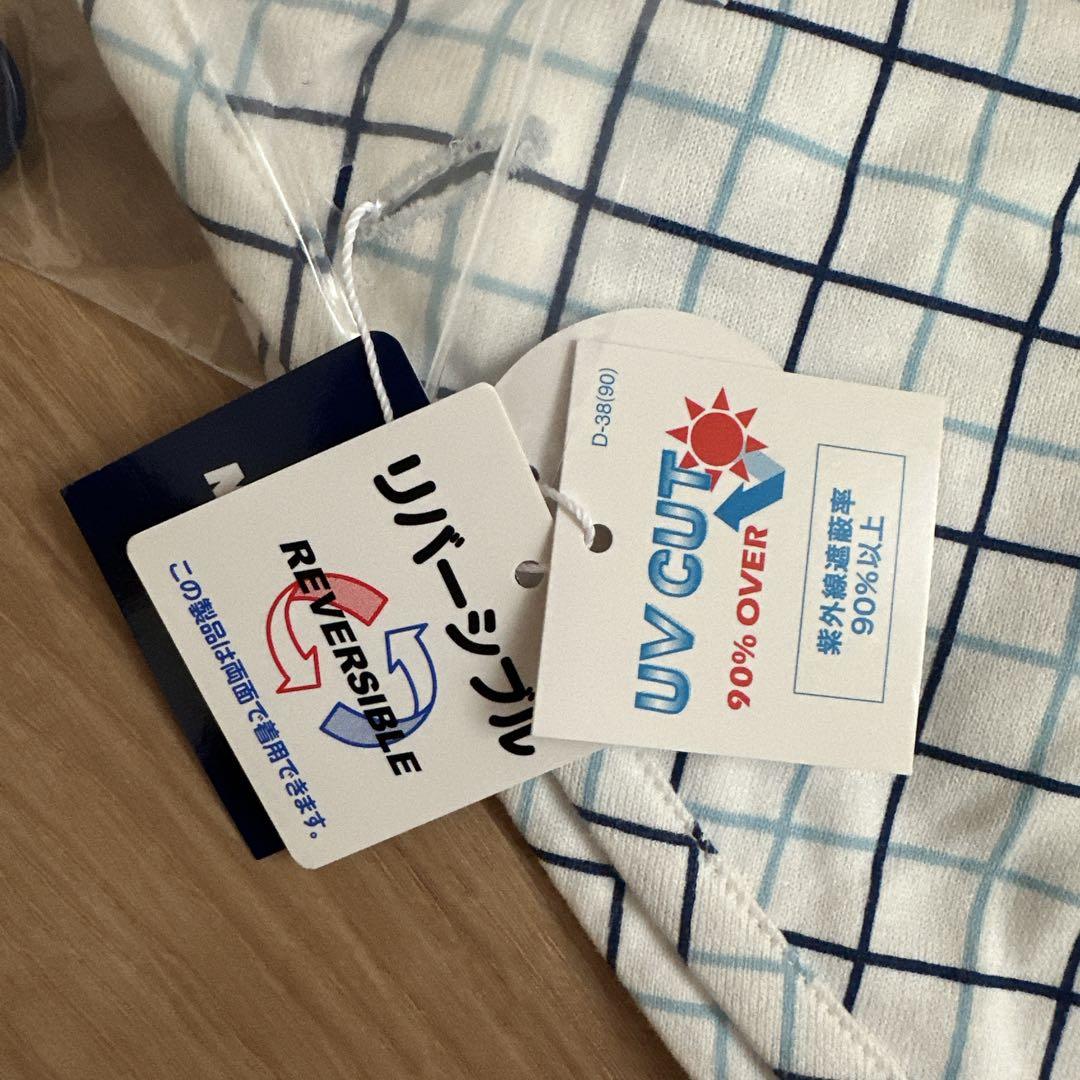 リバーシブル
REVERSIBLE
この製品は両面で着用できます。
D-38(90)
UV CUT
90% OVER
紫外線遮蔽率
90%以上